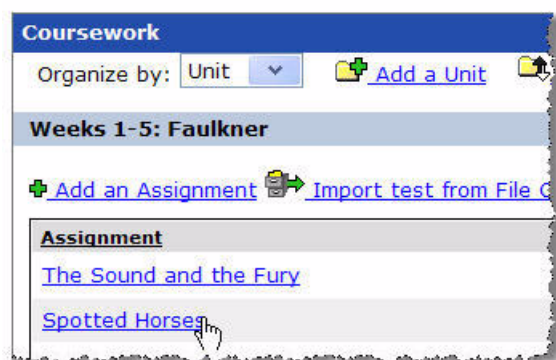 Coursework
Organize by: Unit Add a Unit
Weeks 1-5: Faulkner
Add an Assignment Import test from File
Assignment
The Sound and the Fury
Spotted Horses